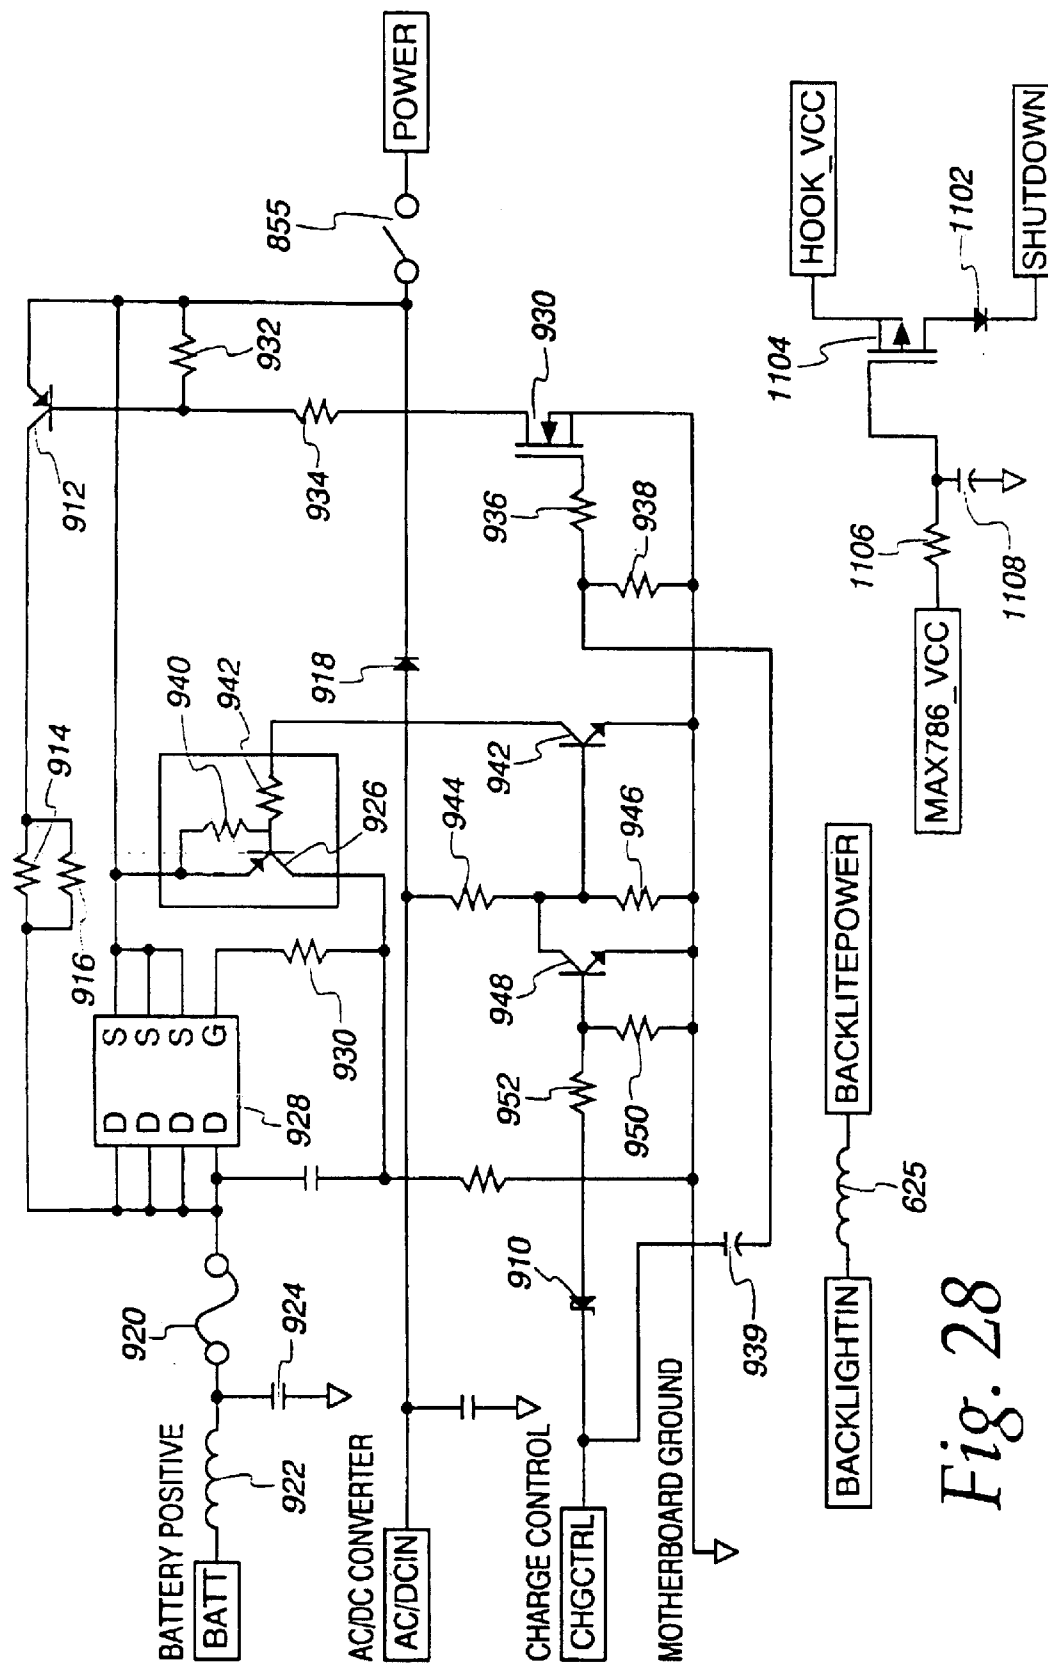 BATTERY POSITIVE
BATT
922
924
920
928
D
D
D
D
S
S
S
G
930
916
914
940
942
926
912
932
934
855
POWER
AC/DC CONVERTER
AC/DCIN
918
944
946
942
948
950
952
936
938
930
CHARGE CONTROL
CHGCTRL
910
939
MOTHERBOARD GROUND
BACKLIGHTIN
625
BACKLITEPOWER
MAX786_VCC
1106
1108
1104
HOOK_VCC
1102
SHUTDOWN
Fig. 28